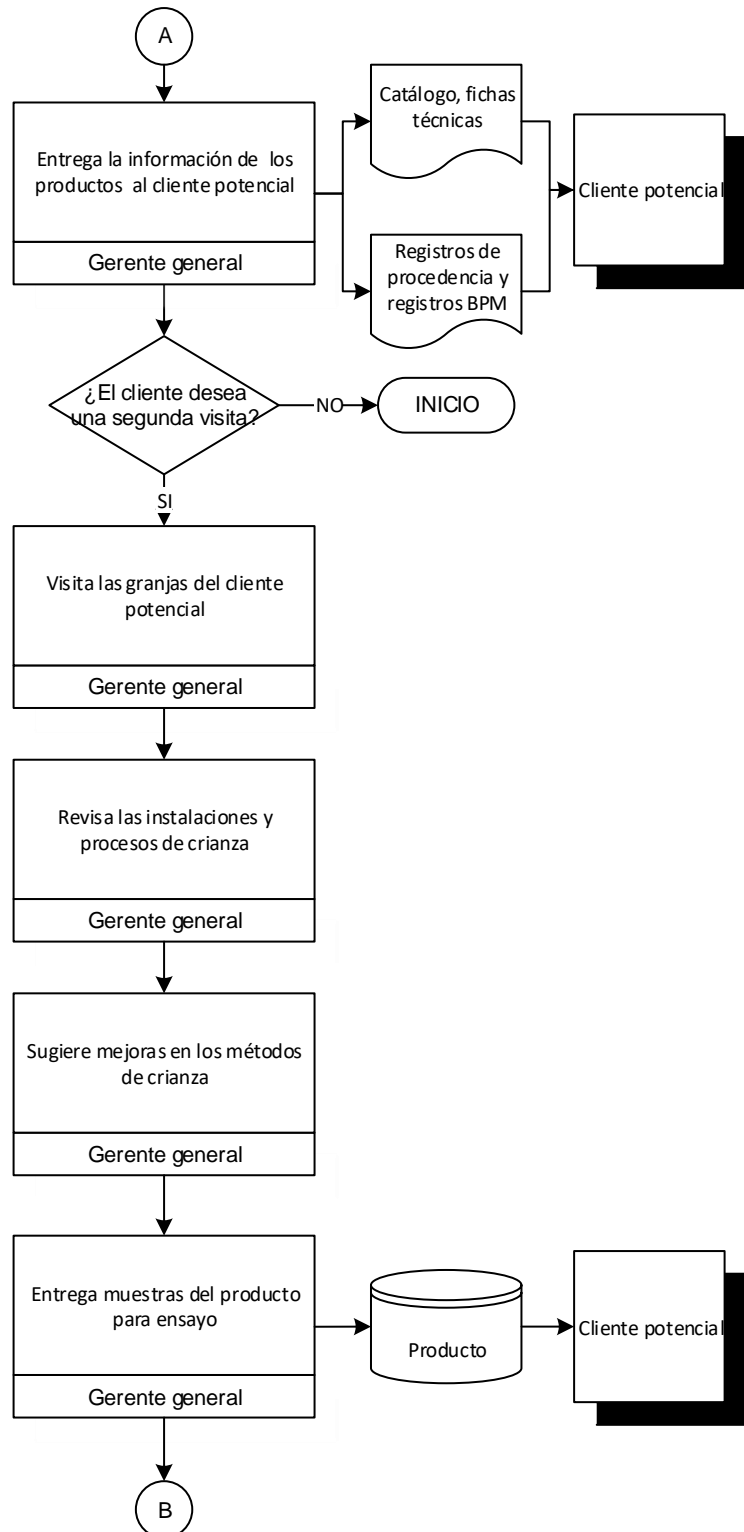 A
Entrega la información de los
productos al cliente potencial
Gerente general
Catálogo, fichas
técnicas
Registros de
procedencia y
registros BPM
Cliente potencial
¿El cliente desea
una segunda visita?
NO
INICIO
SI
Visita las granjas del cliente
potencial
Gerente general
Revisa las instalaciones y
procesos de crianza
Gerente general
Sugiere mejoras en los métodos
de crianza
Gerente general
Entrega muestras del producto
para ensayo
Gerente general
Producto
Cliente potencial
B